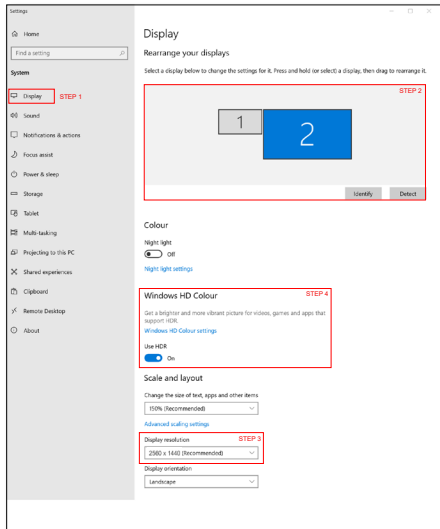 Settings
Home
Find a setting
System
Display STEP 1
Sound
Notifications & actions
Focus assist
Power & sleep
Storage
Tablet
Multi-tasking
Projecting to this PC
Shared experiences
Clipboard
Remote Desktop
About
Display
Rearrange your displays
Select a display below to change the settings for it. Press and hold (or select) a display, then drag to rearrange it.
STEP 2
1 2
Identify Detect
Colour
Night light
Off
Night light settings
Windows HD Colour STEP 4
Get a brighter and more vibrant picture for videos, games and apps that
support HDR.
Windows HD Colour settings
Use HDR
On
Scale and layout
Change the size of text, apps and other items
150% (Recommended)
Advanced scaling settings
Display resolution STEP 3
2560 x 1440 (Recommended)
Display orientation
Landscape